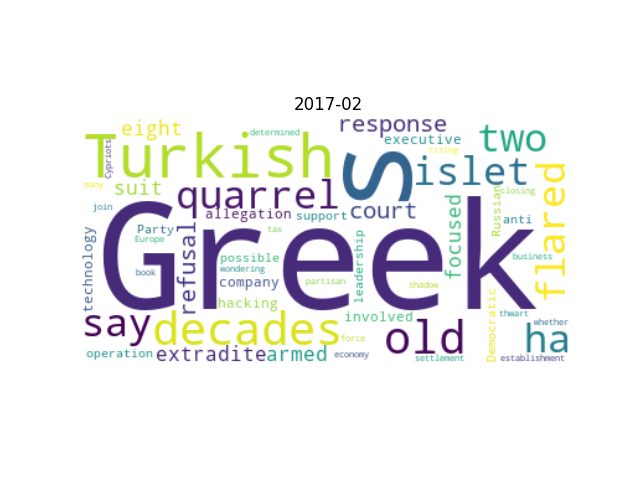 2017-02
response
eight
determined
executive
two
Turkish
Cypriots
rising
s
islet
many
suit
quarrel
closing
join
allegation
support
court
focused
Russian
anti
flared
Greek
technology
Party
Europe
refusal
possible
tax
wondering
leadership
business
book
company
partisan
shadow
hacking
involved
Democratic
thwart
say
decades
force
old
whether
ha
operation
extradite
armed
economy
settlement
establishment